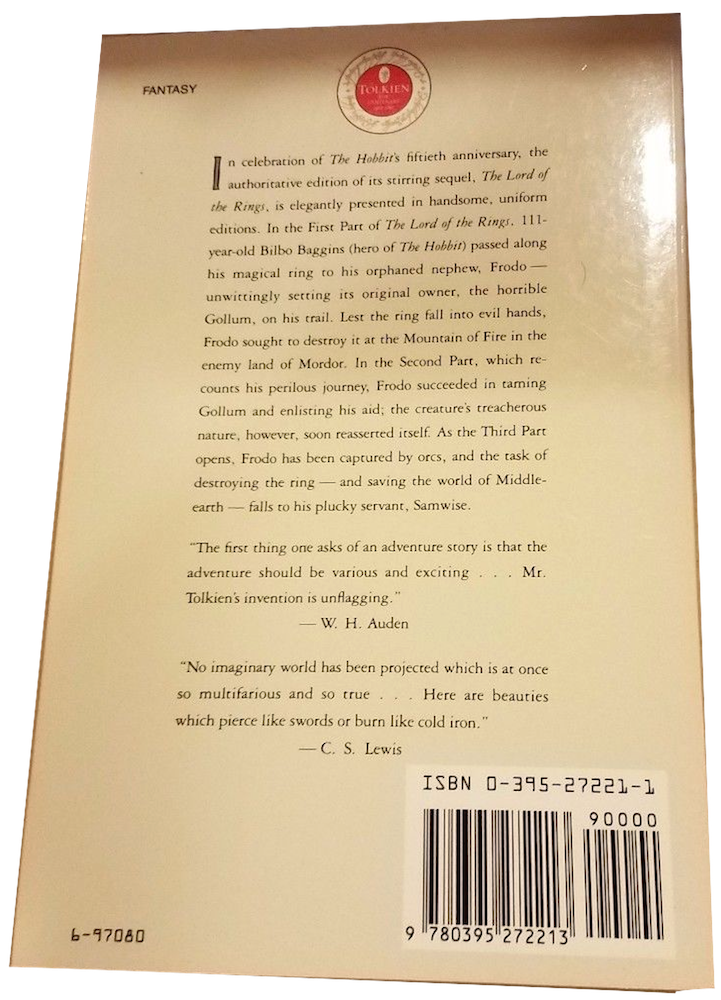 FANTASY
TOLKIEN
In celebration of The Hobbit's fiftieth anniversary, the
authoritative edition of its stirring sequel, The Lord of
the Rings, is elegantly presented in handsome, uniform
editions. In the First Part of The Lord of the Rings, 111-
year-old Bilbo Baggins (hero of The Hobbit) passed along
his magical ring to his orphaned nephew, Frodo —
unwittingly setting its original owner, the horrible
Gollum, on his trail. Lest the ring fall into evil hands,
Frodo sought to destroy it at the Mountain of Fire in the
enemy land of Mordor. In the Second Part, which re-
counts his perilous journey, Frodo succeeded in taming
Gollum and enlisting his aid; the creature's treacherous
nature, however, soon reasserted itself. As the Third Part
opens, Frodo has been captured by orcs, and the task of
destroying the ring — and saving the world of Middle-
earth — falls to his plucky servant, Samwise.
"The first thing one asks of an adventure story is that the
adventure should be various and exciting . . . Mr.
Tolkien's invention is unflagging."
— W. H. Auden
"No imaginary world has been projected which is at once
so multifarious and so true . . . Here are beauties
which pierce like swords or burn like cold iron."
— C. S. Lewis
ISBN 0-395-27221-1
90000
9 780395 272213
6-97080